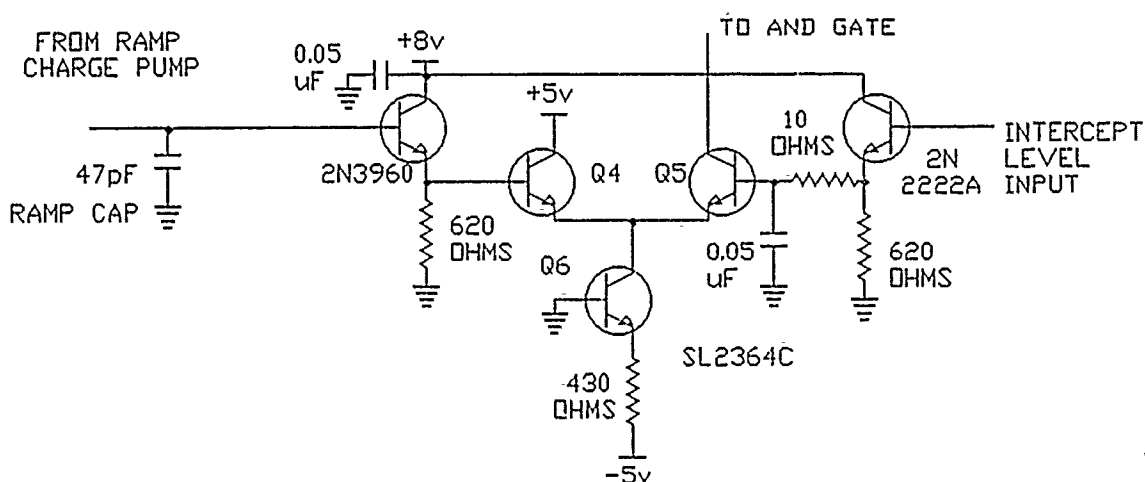 FROM RAMP
CHARGE PUMP
0.05
uF
+8v
TO AND GATE
+5v
10
OHMS
INTERCEPT
LEVEL
INPUT
47pF
RAMP CAP
2N3960
Q4
Q5
2N
2222A
620
OHMS
Q6
0.05
uF
620
OHMS
SL2364C
430
OHMS
-5v